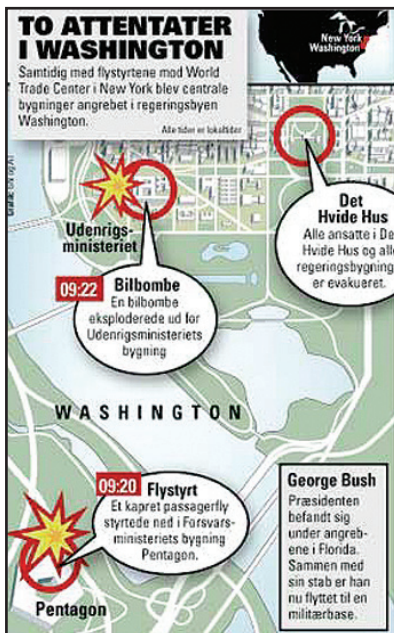 TO ATTENTATER
I WASHINGTON
Samtidig med flystyrtene mod World
Trade Center i New York blev centrale
bygninger angrebet i regeringsbyen
Washington.
Alle tider er lokaltider
New York
Washington
Udenrigs-
ministeriet
Det
Hvide Hus
Alle ansatte i De
Hvide Hus og alle
regeringsbygning
er evakueret.
09:22 Bilbombe
En bilbombe
eksploderede ud for
Udenrigsministeriets
bygning
WASHINGTON
09:20 Flystyrt
Et kapret passagerfly
styrtede ned i Forsvars-
ministeriets bygning
Pentagon.
Pentagon
George Bush
Præsidenten
befandt sig
under angreb-
ene i Florida.
Sammen med
sin stab er han
nu flyttet til en
militærbase.